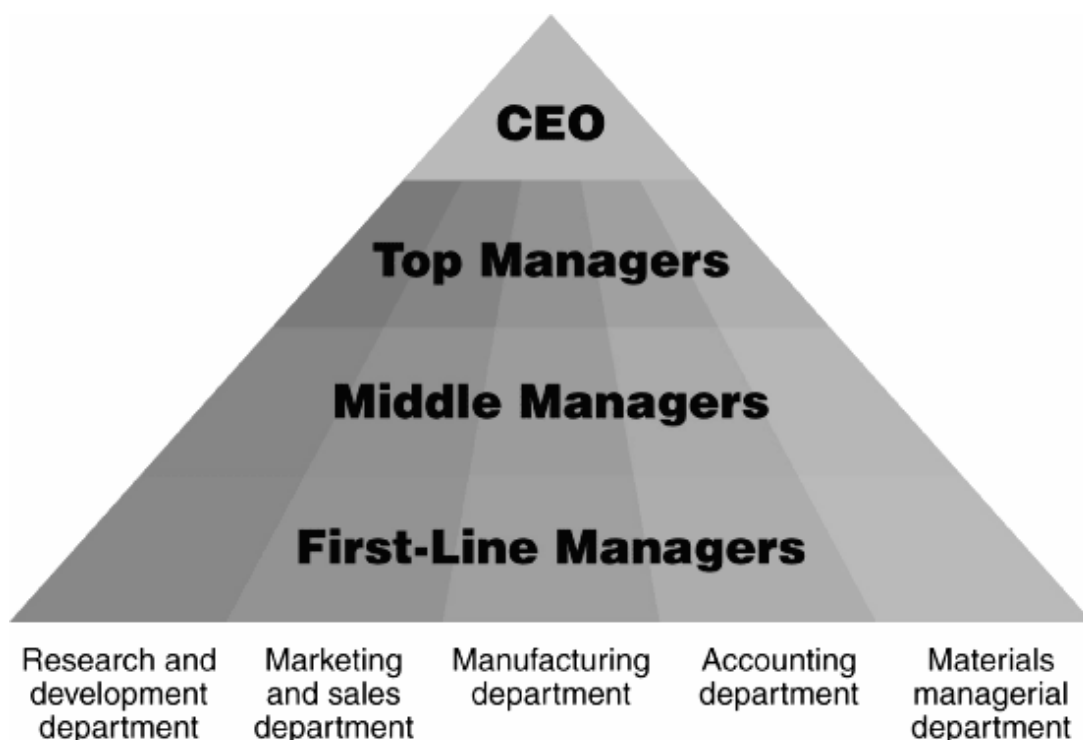 CEO
Top Managers
Middle Managers
First-Line Managers
Research and
development
department
Marketing
and sales
department
Manufacturing
department
Accounting
department
Materials
managerial
department